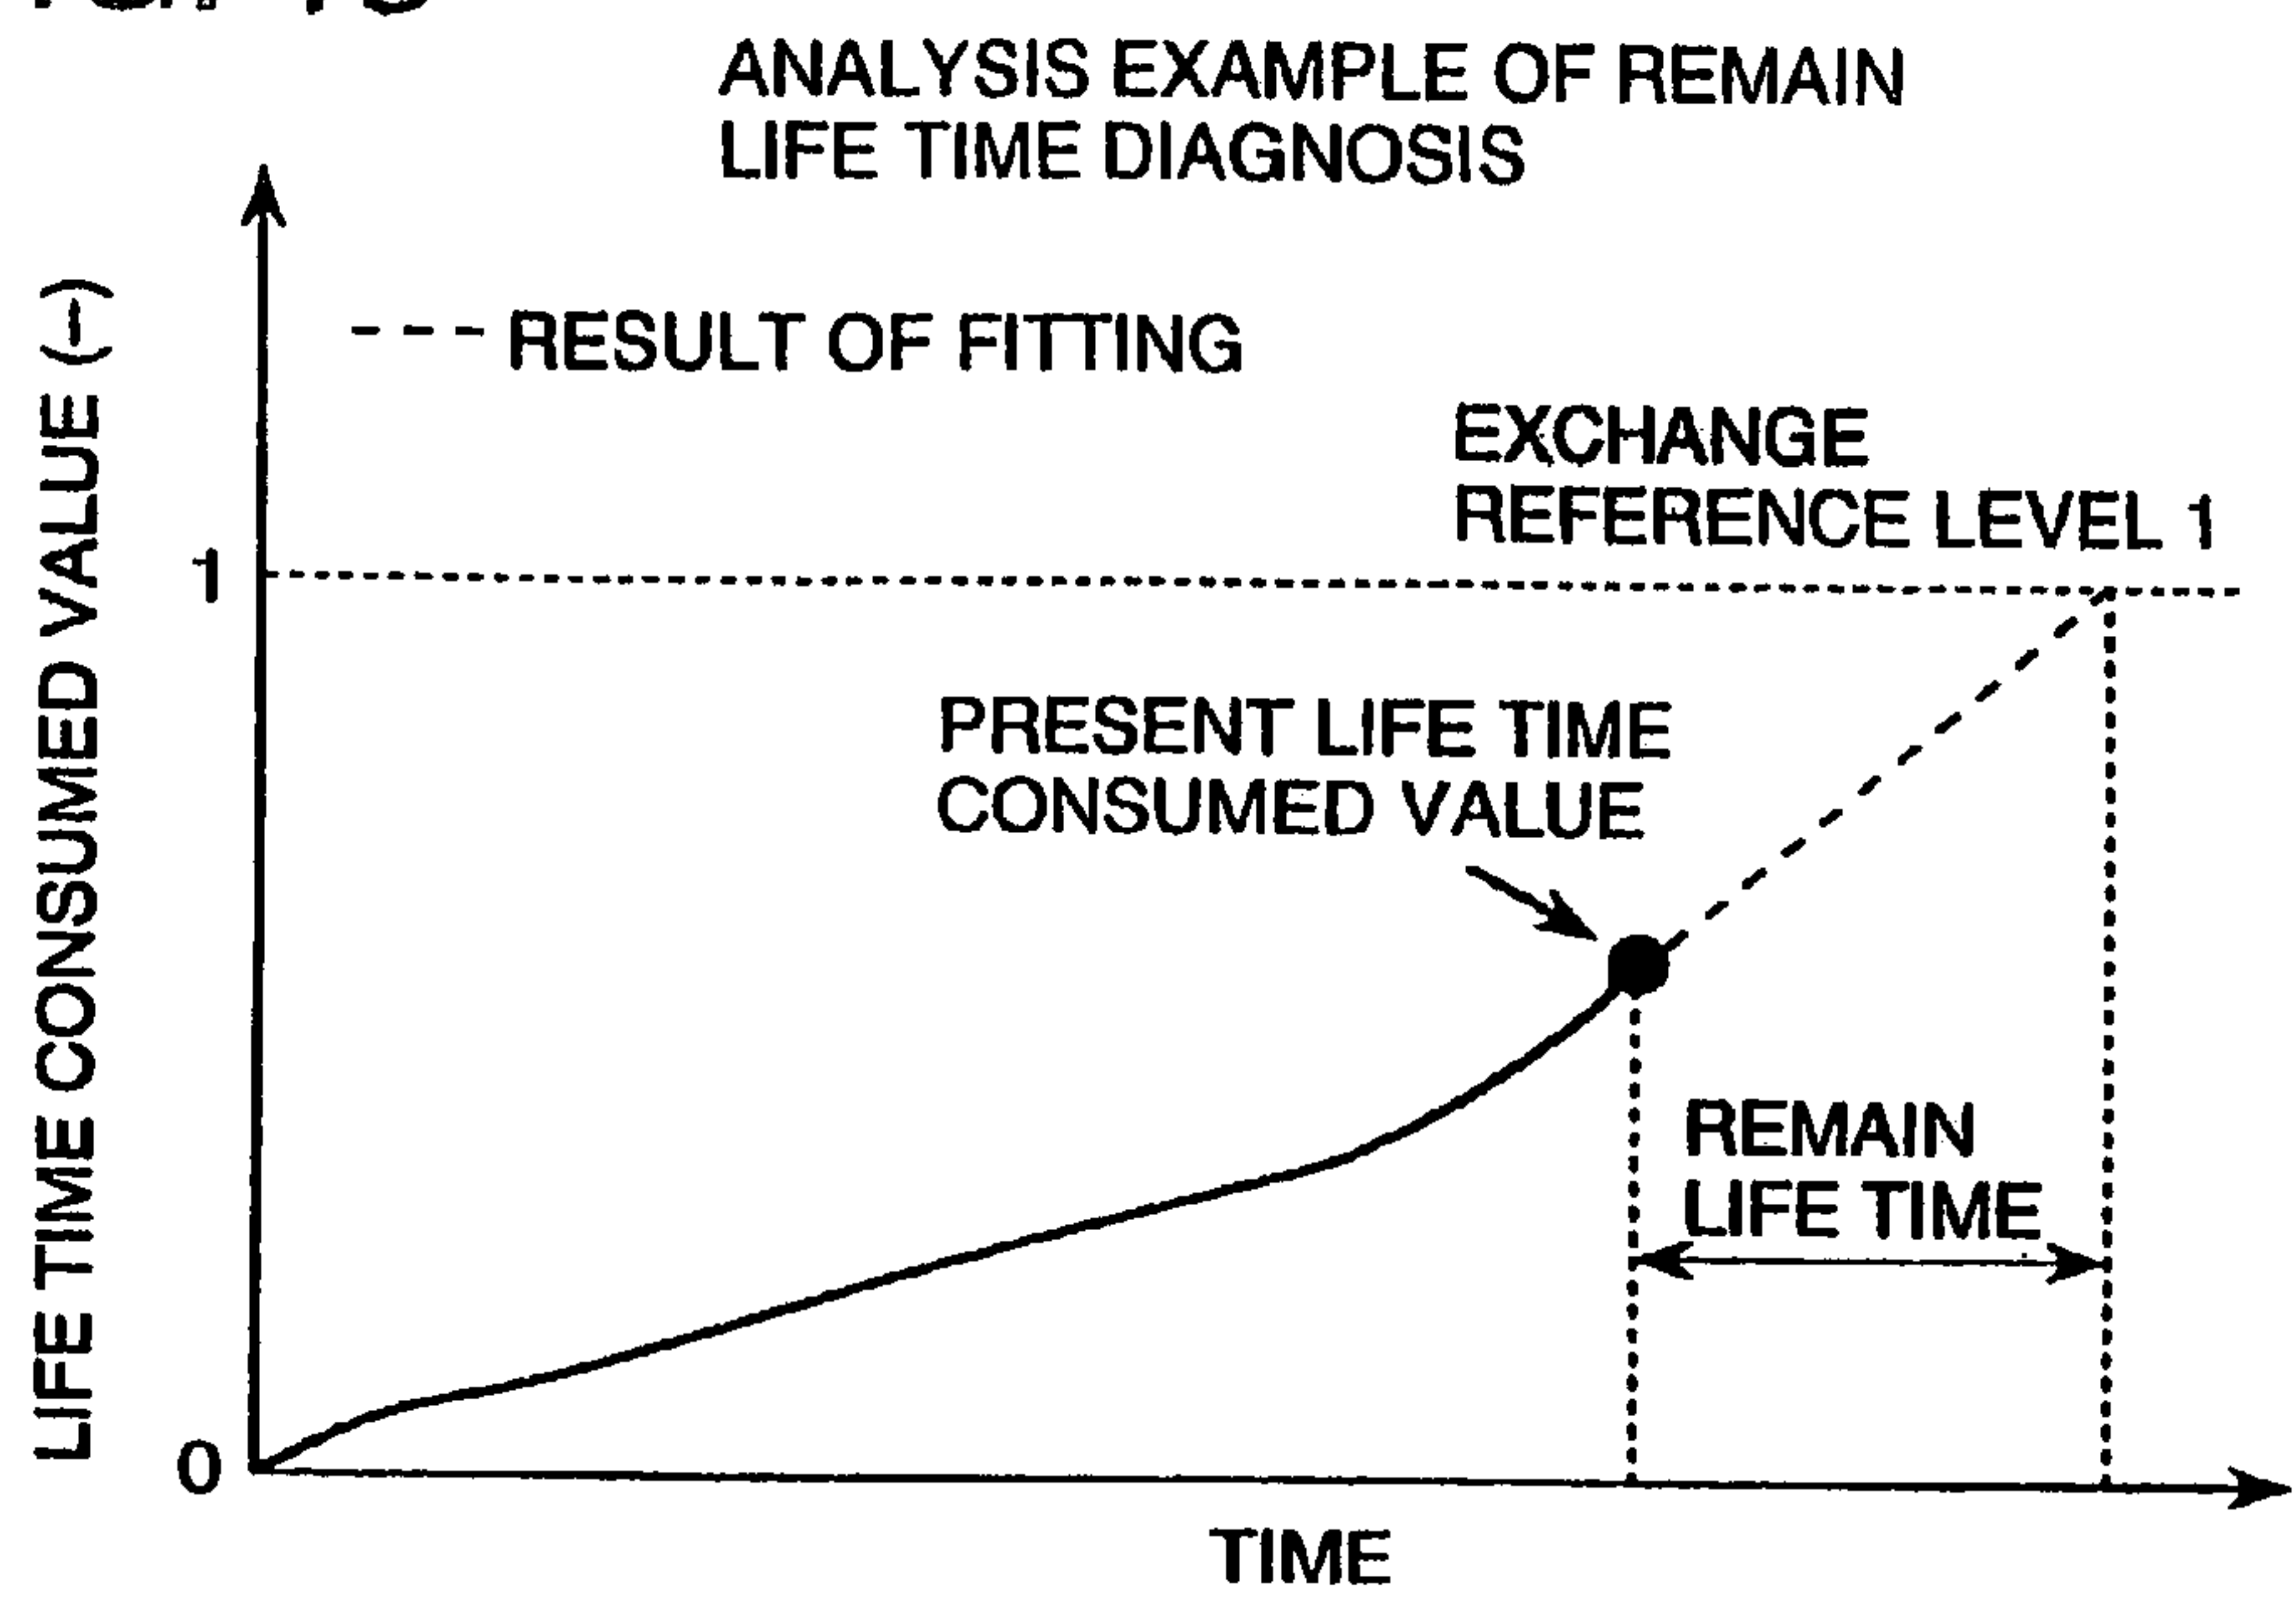 ANALYSIS EXAMPLE OF REMAIN
LIFE TIME DIAGNOSIS
LIFE TIME CONSUMED VALUE (-)
--- RESULT OF FITTING
EXCHANGE
REFERENCE LEVEL 1
1
PRESENT LIFE TIME
CONSUMED VALUE
REMAIN
LIFE TIME
0
TIME